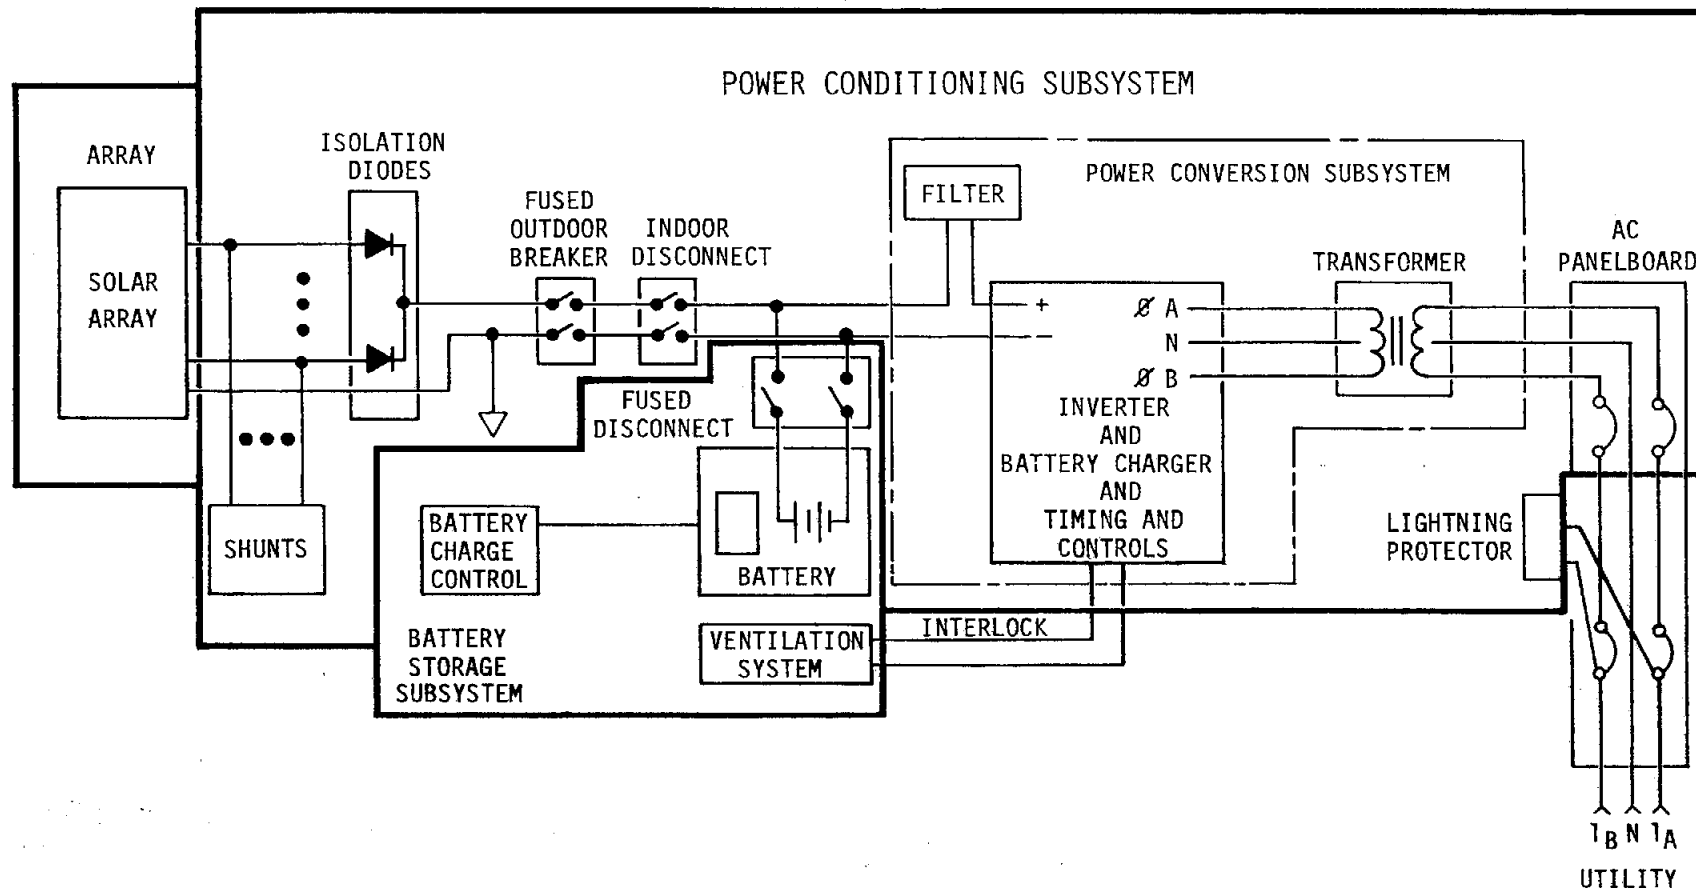 POWER CONDITIONING SUBSYSTEM
ARRAY
SOLAR
ARRAY
ISOLATION
DIODES
FUSED
OUTDOOR
BREAKER
INDOOR
DISCONNECT
FILTER
POWER CONVERSION SUBSYSTEM
TRANSFORMER
AC
PANELBOARD
+
Ø A
−
N
Ø B
INVERTER
AND
BATTERY CHARGER
AND
TIMING AND
CONTROLS
FUSED
DISCONNECT
SHUNTS
BATTERY
CHARGE
CONTROL
BATTERY
LIGHTNING
PROTECTOR
BATTERY
STORAGE
SUBSYSTEM
VENTILATION
SYSTEM
INTERLOCK
1B N 1A
UTILITY